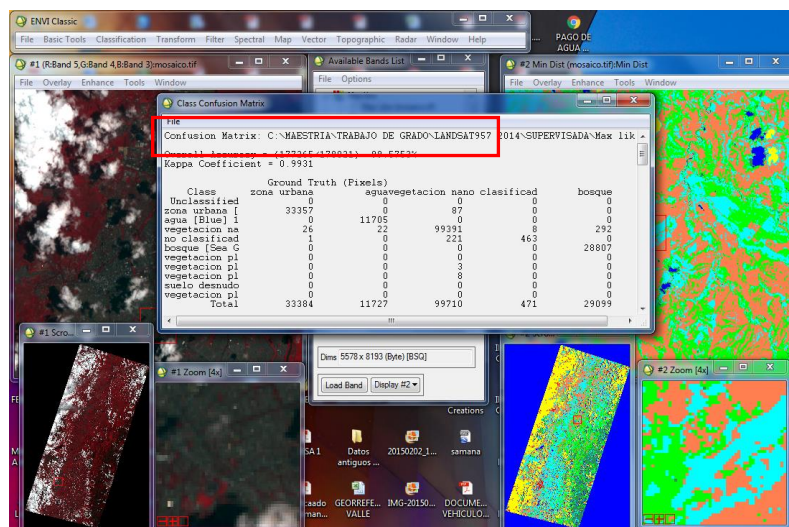 ENVI Classic
File Basic Tools Classification Transform Filter Spectral Map Vector Topographic Radar Window Help
PAGO DE
AGUA ...
#1 (R:Band 5,G:Band 4,B:Band 3):mosaico.tif
File Overlay Enhance Tools Window
Available Bands List
File Options
#2 Min Dist (mosaico.tif):Min Dist
File Overlay Enhance Tools Window
Class Confusion Matrix
File
Confusion Matrix: C:\MAESTRIA\TRABAJO DE GRADO\LANDSAT957 2014\SUPERVISADA\Max lik
Overall Accuracy =
Kappa Coefficient = 0.9931
Ground Truth (Pixels)
Class zona urbana aguavegetacion nano clasificad bosque
Unclassified 0 0 0 0 0
zona urbana [ 33357 0 87 0 0
agua [Blue] 1 0 11705 0 0 0
vegetacion na 26 22 99391 8 292
no clasificad 1 0 221 463 0
bosque [Sea G 0 0 0 0 28807
vegetacion pl 0 0 0 0 0
vegetacion pl 0 0 3 0 0
vegetacion pl 0 0 8 0 0
suelo desnudo 0 0 0 0 0
vegetacion pl 0 0 0 0 0
Total 33384 11727 99710 471 29099
#1 Scro...
#1 Zoom [4x]
Dims 5578 x 8193 (Byte) [BSQ]
Load Band Display #2
#2 Zoom [4x]
Creations
SA 1
Datos
antiguos ...
20150202_1...
samana
GEORREFE...
VALLE
IMG-20150...
DOCUME...
VEHICULO...